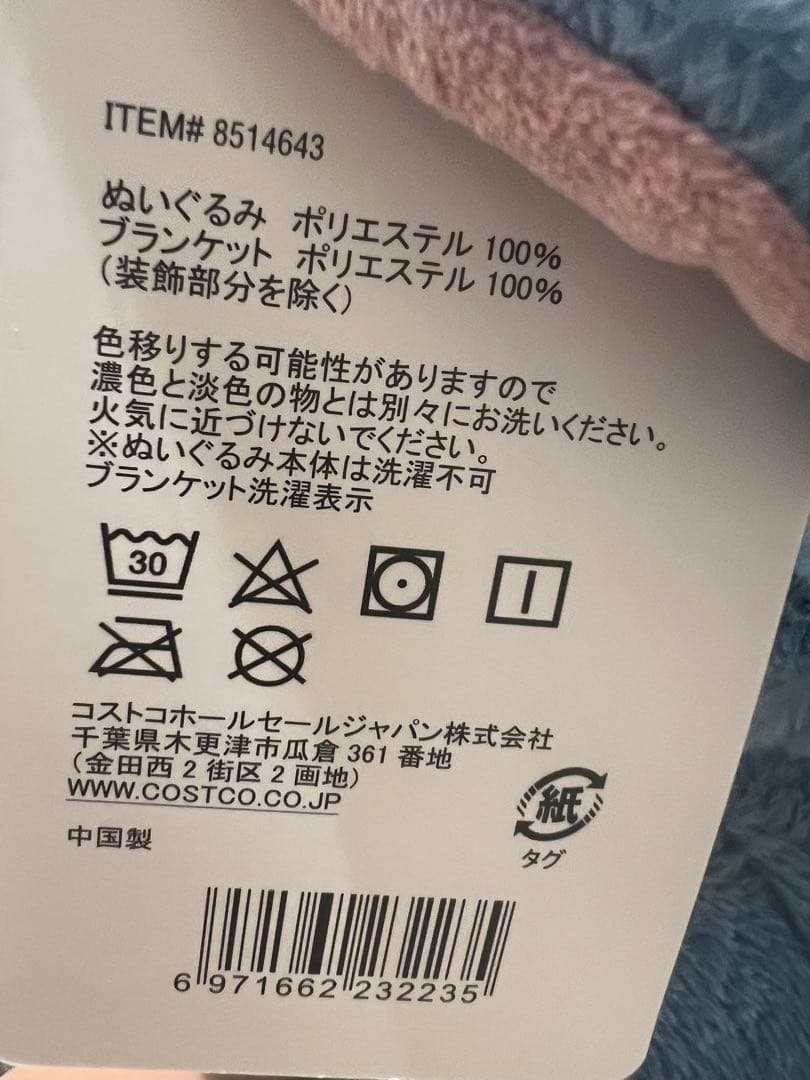 ITEM# 8514643
ぬいぐるみ ポリエステル 100%
ブランケット ポリエステル 100%
（装飾部分を除く）
色移りする可能性がありますので
濃色と淡色の物とは別々にお洗いください。
火気に近づけないでください。
※ぬいぐるみ本体は洗濯不可
ブランケット洗濯表示
30
コストコホールセールジャパン株式会社
千葉県木更津市瓜倉 361 番地
（金田西 2 街区 2 画地）
WWW.COSTCO.CO.JP
紙
タグ
中国製
6 971662 232235